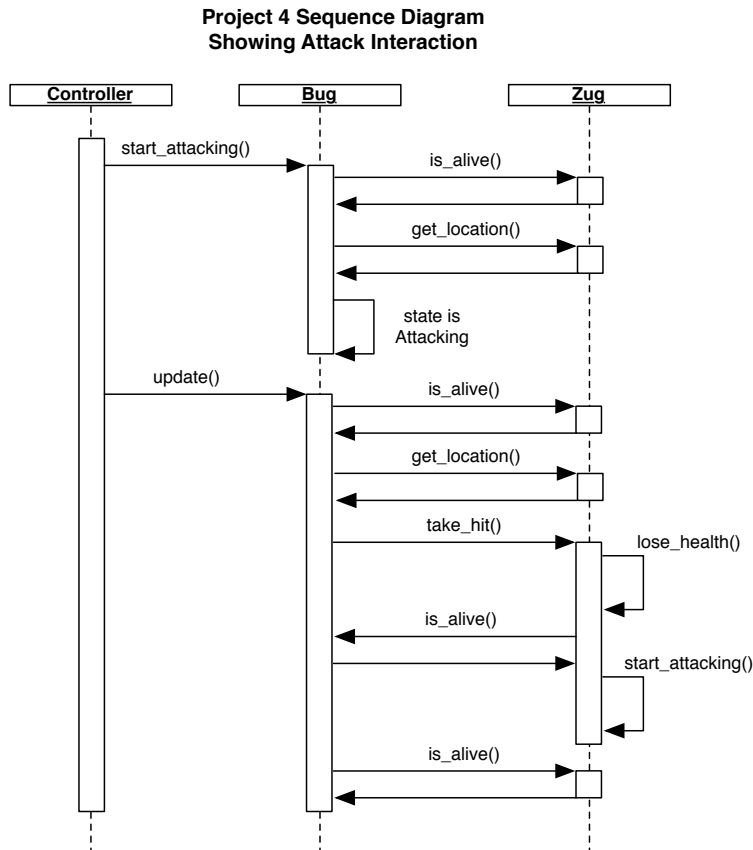 Project 4 Sequence Diagram
Showing Attack Interaction
Controller
Bug
Zug
start_attacking()
is_alive()
get_location()
state is
Attacking
update()
is_alive()
get_location()
take_hit()
lose_health()
is_alive()
start_attacking()
is_alive()